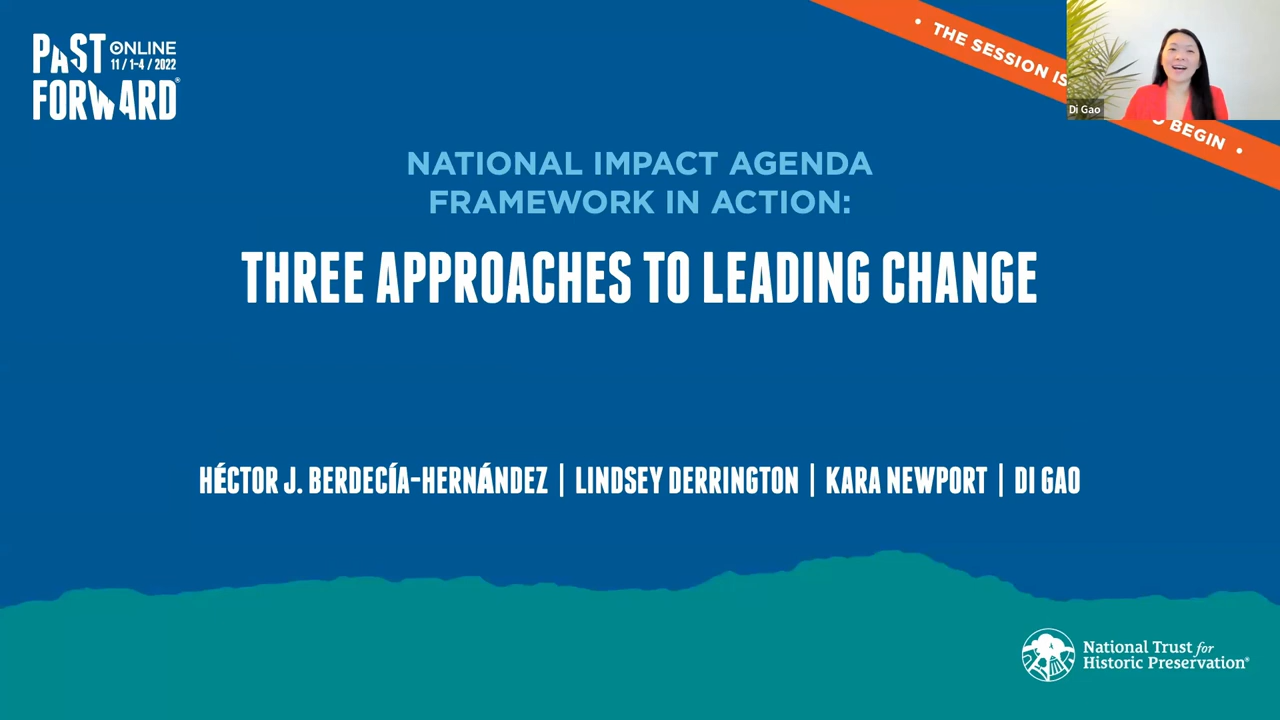 PAST
ONLINE
11 / 1-4 / 2022
FORWARD®
• THE SESSION IS
BEGIN •
Di Gao
NATIONAL IMPACT AGENDA
FRAMEWORK IN ACTION:
THREE APPROACHES TO LEADING CHANGE
HÉCTOR J. BERDECÍA-HERNÁNDEZ | LINDSEY DERRINGTON | KARA NEWPORT | DI GAO
National Trust for
Historic Preservation®